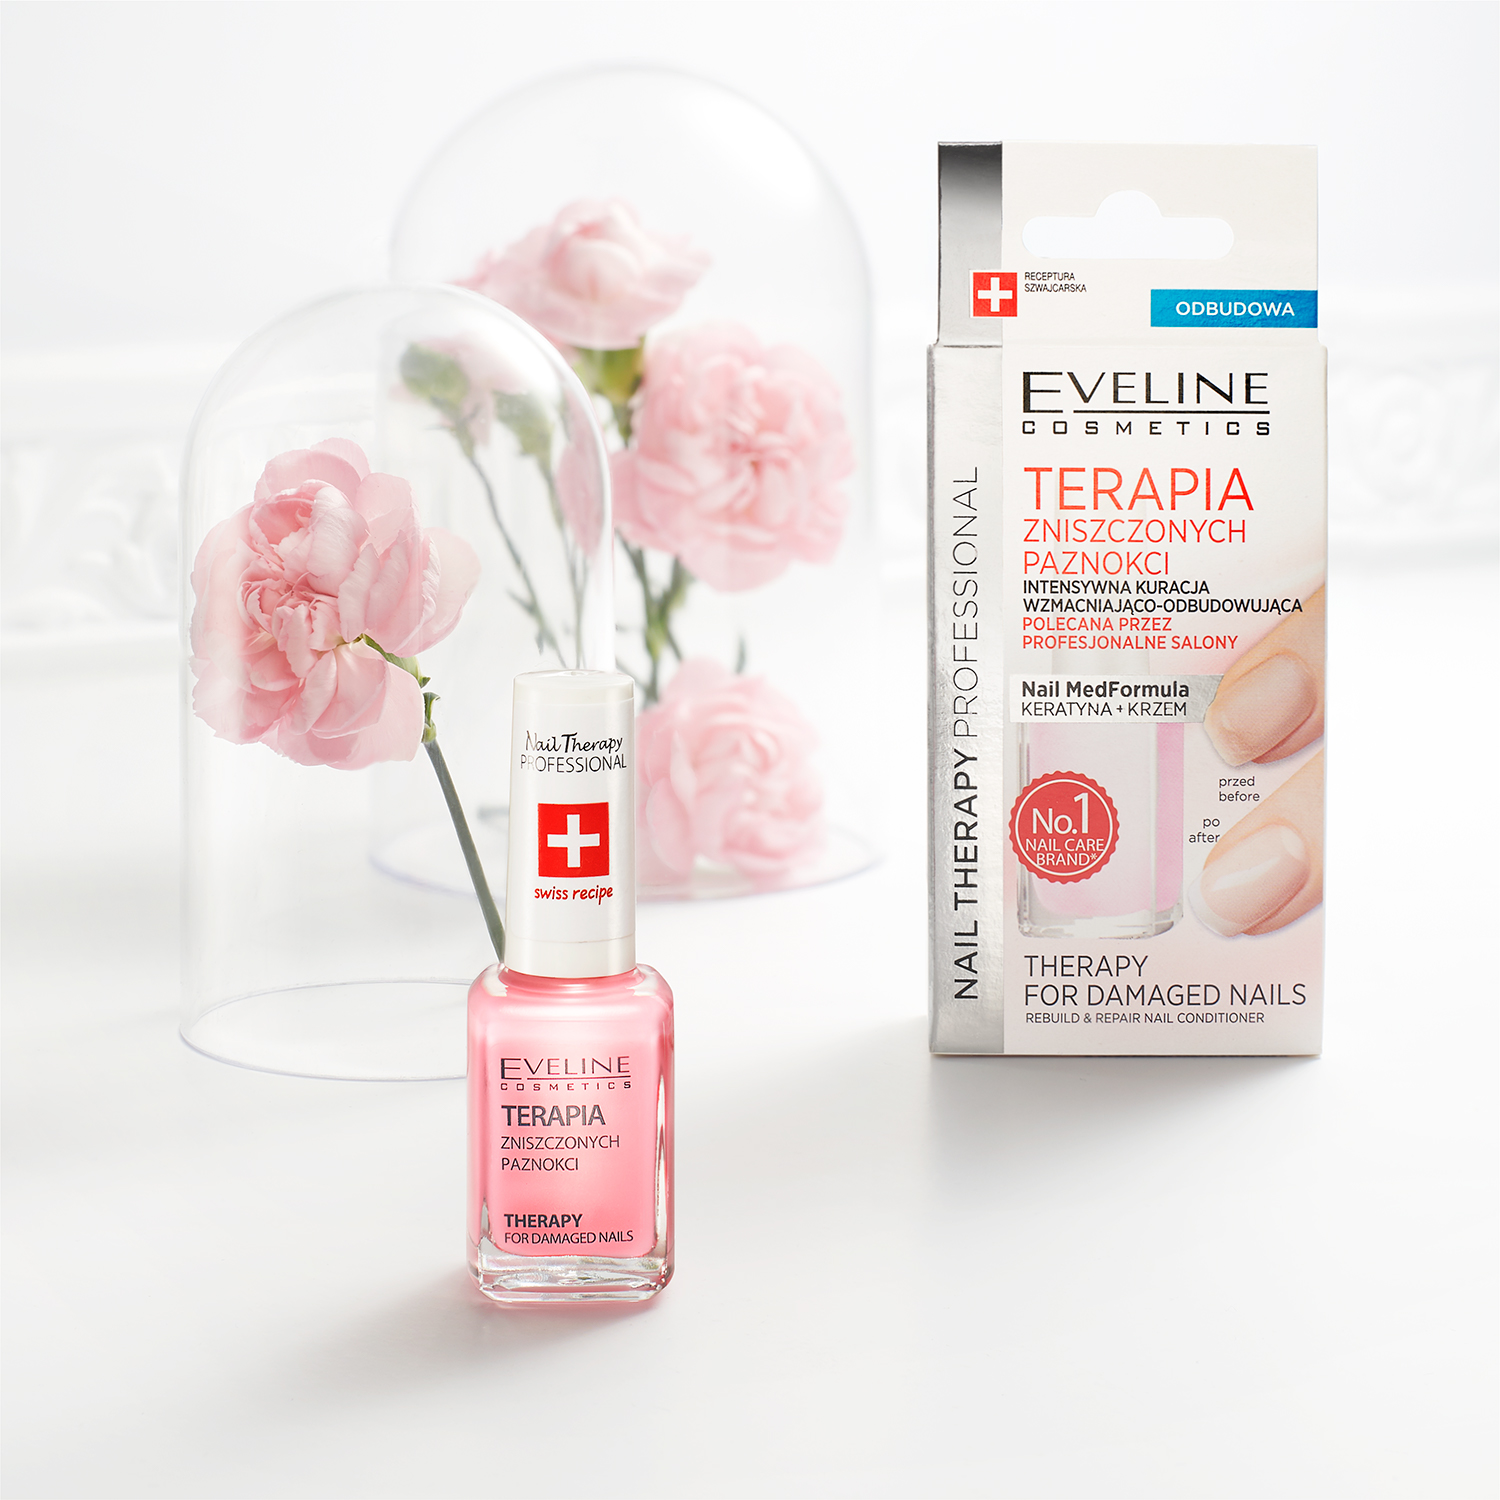 Nail Therapy
PROFESSIONAL
swiss recipe
EVELINE
COSMETICS
TERAPIA
ZNISZCZONYCH
PAZNOKCI
THERAPY
FOR DAMAGED NAILS
RECEPTURA
SZWAJCARSKA
ODBUDOWA
NAIL THERAPY PROFESSIONAL
EVELINE
COSMETICS
TERAPIA
ZNISZCZONYCH
PAZNOKCI
INTENSYWNA KURACJA
WZMACNIAJĄCO-ODBUDOWUJĄCA
POLECANA PRZEZ
PROFESJONALNE SALONY
Nail MedFormula
KERATYNA + KRZEM
przed
before
po
after
No.1
NAIL CARE
BRAND*
THERAPY
FOR DAMAGED NAILS
REBUILD & REPAIR NAIL CONDITIONER